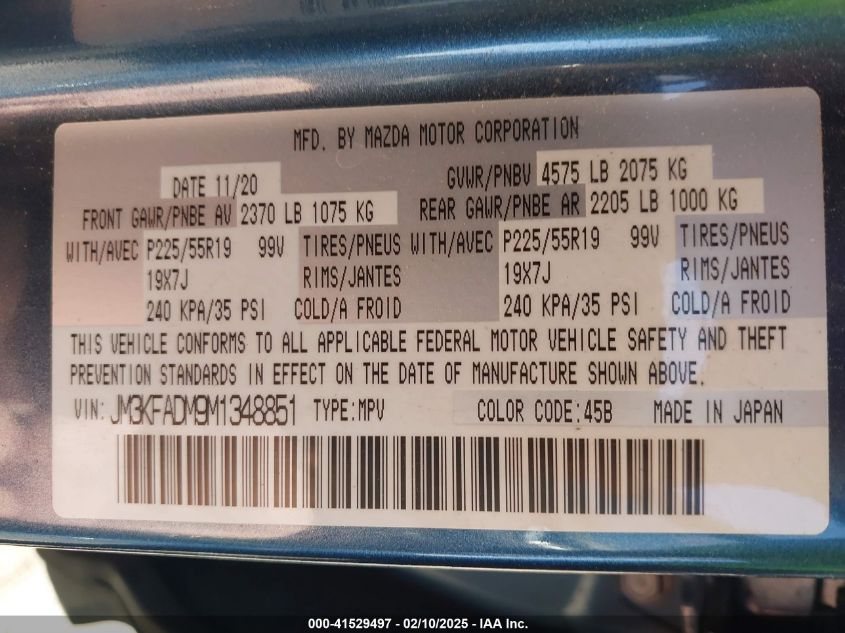 MFD. BY MAZDA MOTOR CORPORATION
DATE 11/20 GVWR/PNBV 4575 LB 2075 KG
FRONT GAWR/PNBE AV 2370 LB 1075 KG REAR GAWR/PNBE AR 2205 LB 1000 KG
WITH/AVEC P225/55R19 99V TIRES/PNEUS WITH/AVEC P225/55R19 99V TIRES/PNEUS
19X7J RIMS/JANTES 19X7J RIMS/JANTES
240 KPA/35 PSI COLD/A FROID 240 KPA/35 PSI COLD/A FROID
THIS VEHICLE CONFORMS TO ALL APPLICABLE FEDERAL MOTOR VEHICLE SAFETY AND THEFT
PREVENTION STANDARDS IN EFFECT ON THE DATE OF MANUFACTURE SHOWN ABOVE.
VIN: JM3KFADM9M1348851 TYPE:MPV COLOR CODE:45B MADE IN JAPAN
000-41529497 - 02/10/2025 - IAA Inc.